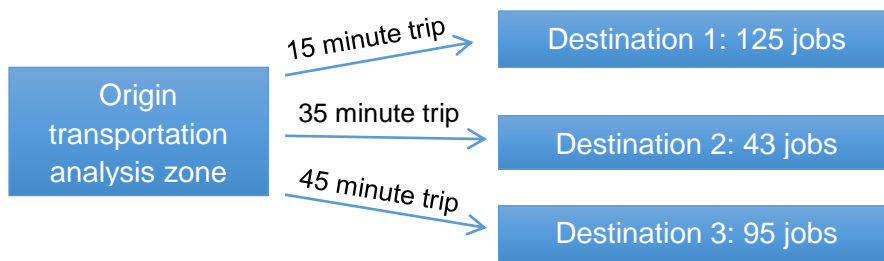 15 minute trip
Destination 1: 125 jobs
Origin
transportation
analysis zone
35 minute trip
Destination 2: 43 jobs
45 minute trip
Destination 3: 95 jobs